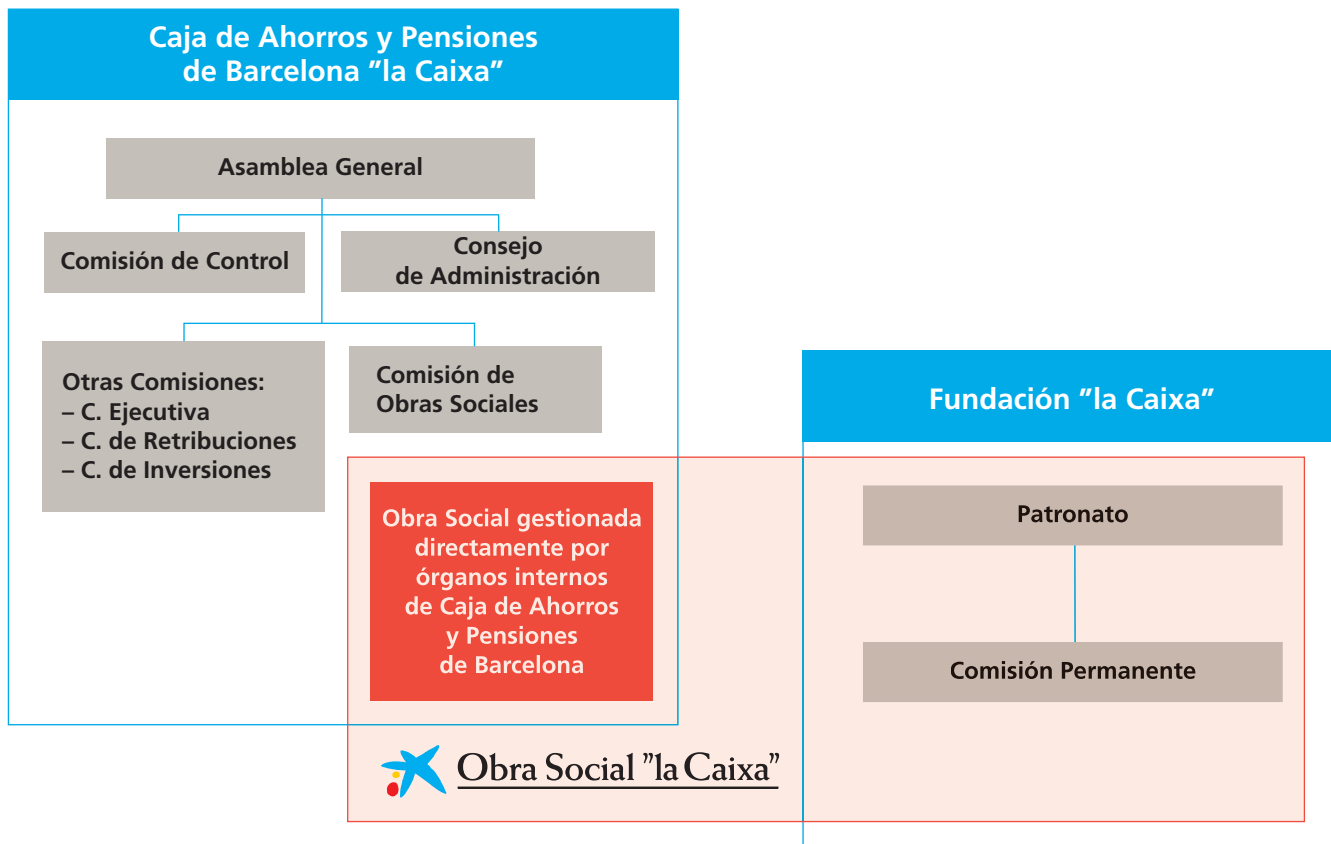 Caja de Ahorros y Pensiones
de Barcelona "la Caixa"
Asamblea General
Comisión de Control
Consejo
de Administración
Otras Comisiones:
– C. Ejecutiva
– C. de Retribuciones
– C. de Inversiones
Comisión de
Obras Sociales
Obra Social gestionada
directamente por
órganos internos
de Caja de Ahorros
y Pensiones
de Barcelona
Obra Social "la Caixa"
Fundación "la Caixa"
Patronato
Comisión Permanente